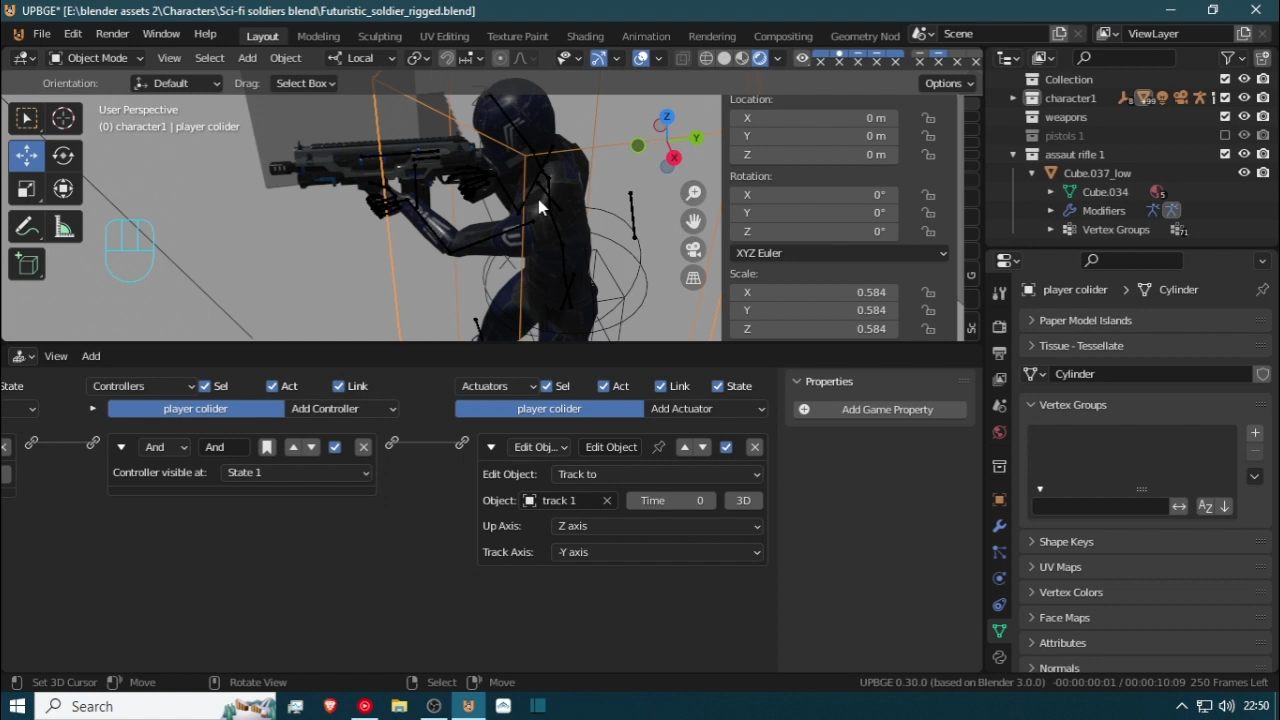 UPBGE* [E:\blender assets 2\Characters\Sci-fi soldiers blend\Futuristic_soldier_rigged.blend]
File Edit Render Window Help Layout Modeling Sculpting UV Editing Texture Paint Shading Animation Rendering Compositing Geometry Nod Scene ViewLayer
Object Mode View Select Add Object Local
Orientation: Default Drag: Select Box Options
User Perspective
(0) character1 | player colider
Z
Y
X
Location:
X 0 m
Y 0 m
Z 0 m
Rotation:
X 0°
Y 0°
Z 0°
XYZ Euler
Scale:
X 0.584
Y 0.584
Z 0.584
G
Sc
Collection
character1 8 99
weapons
pistols 1
assaut rifle 1
Cube.037_low
Cube.034 5
Modifiers
Vertex Groups 71
player colider Cylinder
Paper Model Islands
Tissue - Tessellate
Cylinder
Vertex Groups
Shape Keys
UV Maps
Vertex Colors
Face Maps
Attributes
Normals
View Add
State Controllers Sel Act Link Actuators Sel Act Link State
player colider Add Controller player colider Add Actuator
And And Edit Obj... Edit Object
Controller visible at: State 1 Edit Object: Track to
Object: track 1 Time 0 3D
Up Axis: Z axis
Track Axis: -Y axis
Properties
Add Game Property
Set 3D Cursor Move Rotate View Select Move UPBGE 0.30.0 (based on Blender 3.0.0) -00:00:00:01 / 00:00:10:09 250 Frames Left
Search 22:50